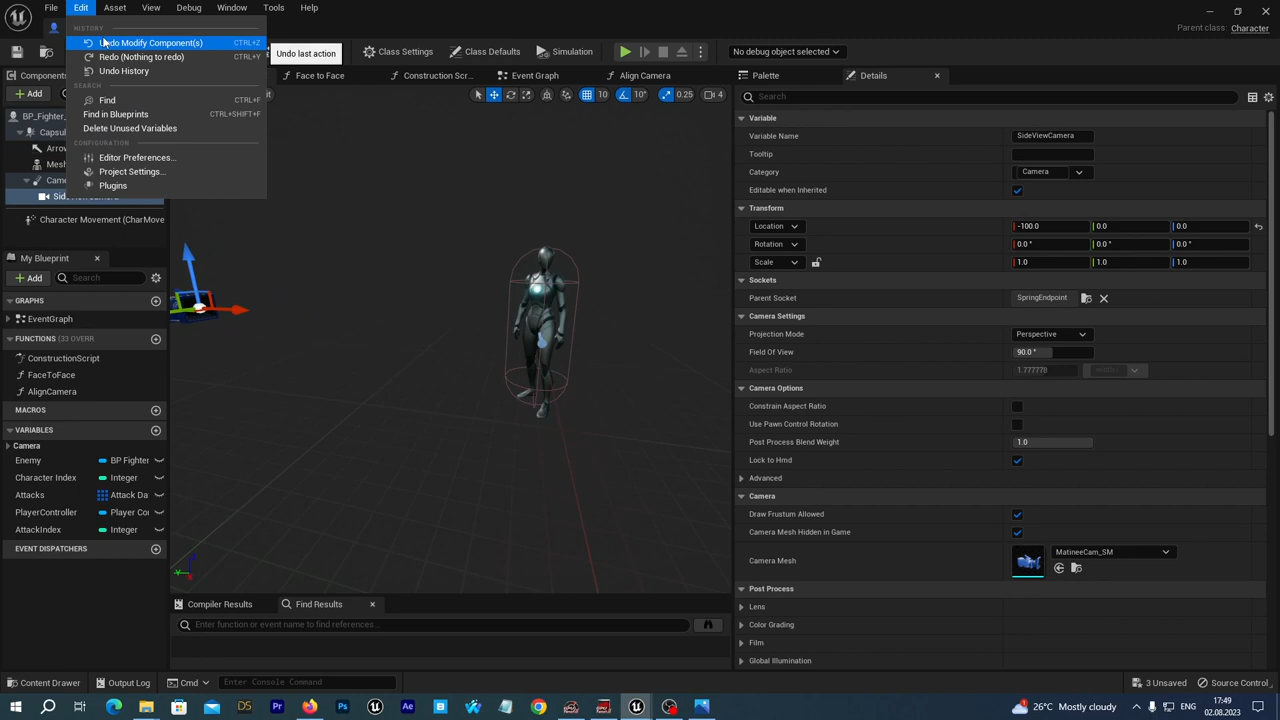 File Edit Asset View Debug Window Tools Help
Parent class: Character
HISTORY
Undo Modify Component(s) CTRL+Z
Redo (Nothing to redo) CTRL+Y
Undo History
SEARCH
Find CTRL+F
Find in Blueprints CTRL+SHIFT+F
Delete Unused Variables
CONFIGURATION
Editor Preferences...
Project Settings...
Plugins
Undo last action
Class Settings Class Defaults Simulation No debug object selected
Face to Face Construction Scr... Event Graph Align Camera
10 10° 0.25 4
Components
Add
BP_Fighter_
Capsul
Arro
Mes
Came
Character Movement (CharMove
My Blueprint
Add Search
GRAPHS
EventGraph
FUNCTIONS (33 OVERR
ConstructionScript
FaceToFace
AlignCamera
MACROS
VARIABLES
Camera
Enemy BP Fighter
Character Index Integer
Attacks Attack Da
PlayerController Player Co
AttackIndex Integer
EVENT DISPATCHERS
Compiler Results Find Results
Enter function or event name to find references...
Palette Details
Search
Variable
Variable Name SideViewCamera
Tooltip
Category Camera
Editable when Inherited
Transform
Location -100.0 0.0 0.0
Rotation 0.0 ° 0.0 ° 0.0 °
Scale 1.0 1.0 1.0
Sockets
Parent Socket SpringEndpoint
Camera Settings
Projection Mode Perspective
Field Of View 90.0 °
Aspect Ratio 1.777778
Camera Options
Constrain Aspect Ratio
Use Pawn Control Rotation
Post Process Blend Weight 1.0
Lock to Hmd
Advanced
Camera
Draw Frustum Allowed
Camera Mesh Hidden in Game
Camera Mesh MatineeCam_SM
Post Process
Lens
Color Grading
Film
Global Illumination
Content Drawer Output Log Cmd Enter Console Command 3 Unsaved Source Control
26°C Mostly cloudy ENG 17:49
02.08.2023